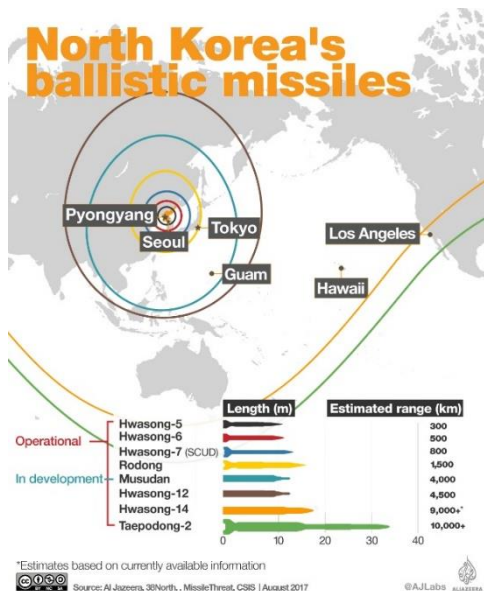 North Korea's
ballistic missiles
Pyongyang
Seoul
Tokyo
Guam
Los Angeles
Hawaii
Length (m)
Estimated range (km)
Operational
In development
Hwasong-5
300
Hwasong-6
500
Hwasong-7 (SCUD)
800
Rodong
1,500
Musudan
4,000
Hwasong-12
4,500
Hwasong-14
9,000+*
Taepodong-2
10,000+
0 10 20 30 40
*Estimates based on currently available information
Source: Al Jazeera, 38North, , MissileThreat, CSIS | August 2017
@AJLabs
ALJAZEERA